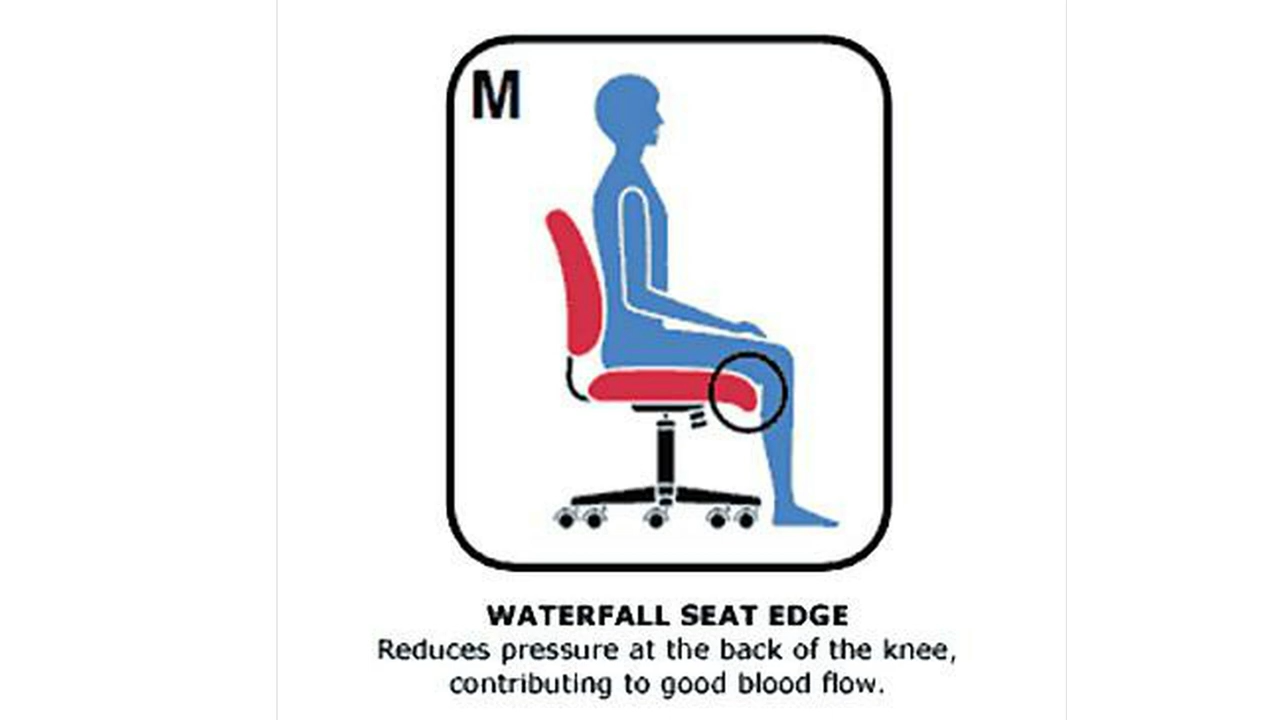 M
WATERFALL SEAT EDGE
Reduces pressure at the back of the knee,
contributing to good blood flow.